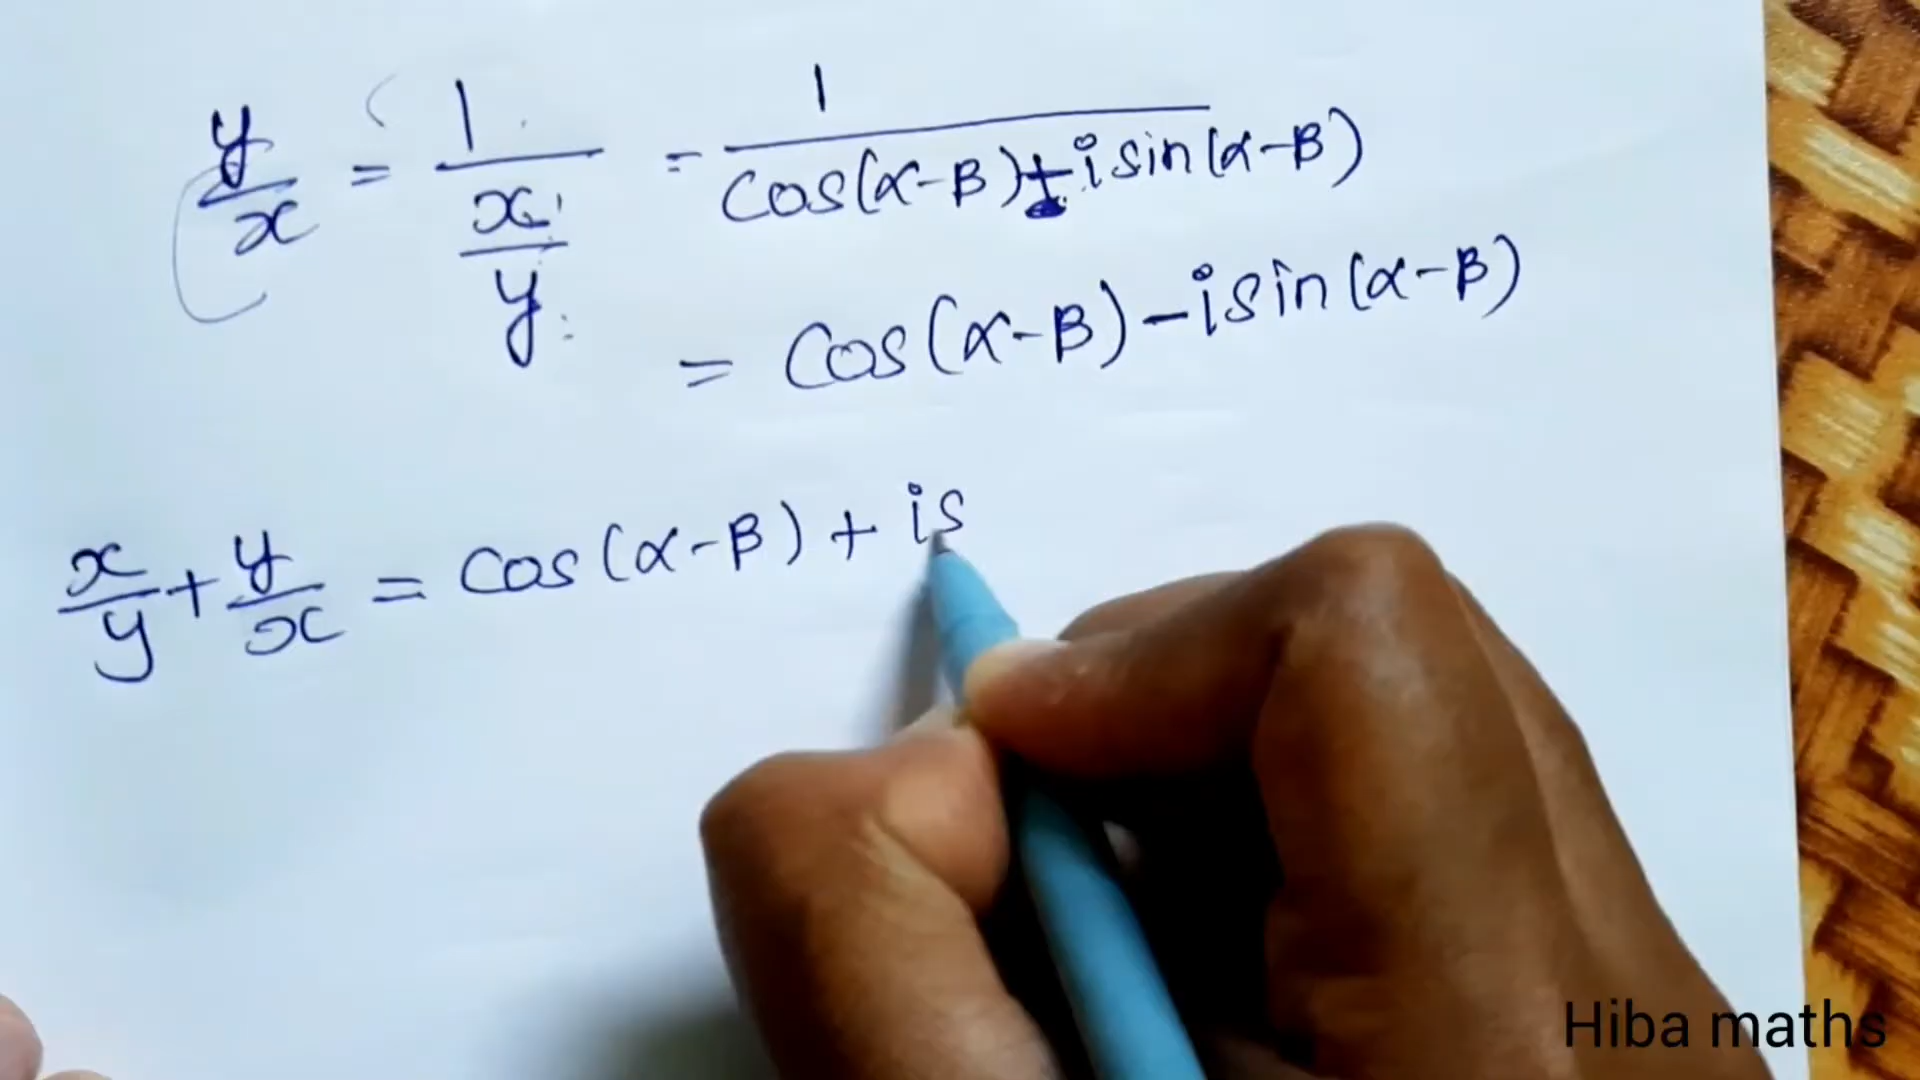 y/x = 1/(x/y) = 1/(cos(α-β)+isin(α-β))
= cos(α-β)-isin(α-β)
x/y + y/x = cos(α-β) + is
Hiba maths